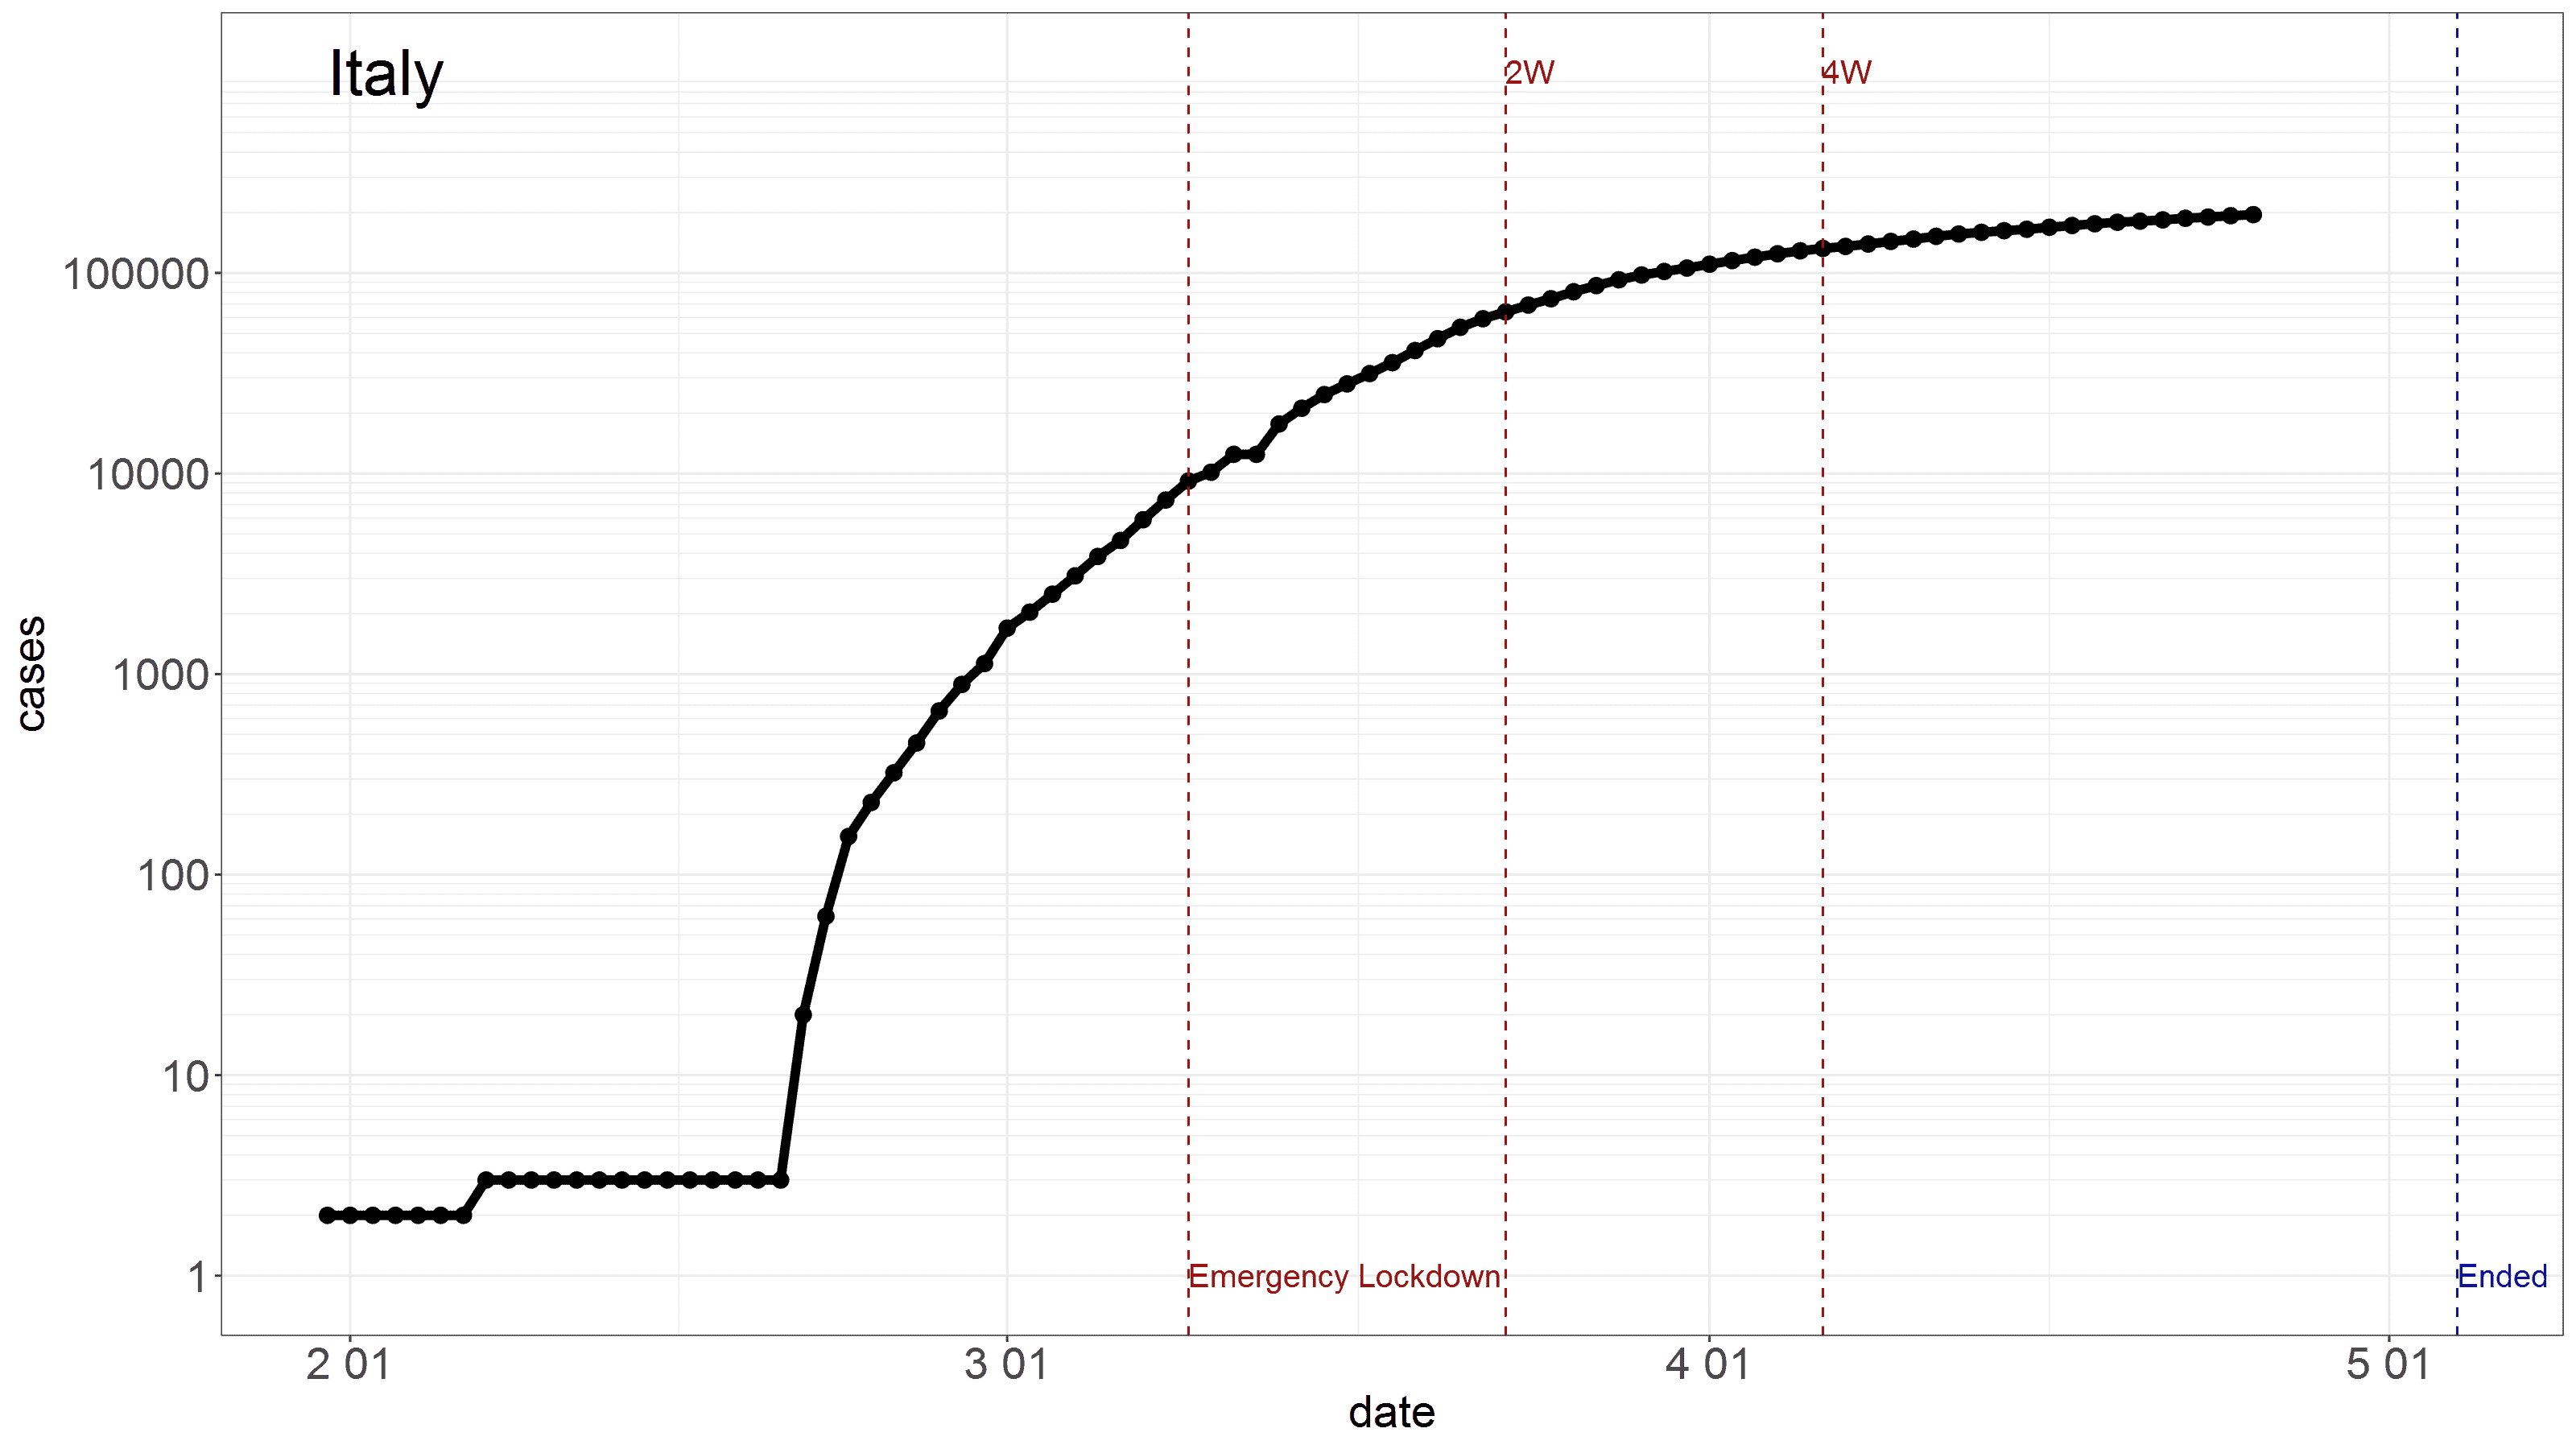 Italy
2W
4W
100000
10000
1000
100
10
1
cases
Emergency Lockdown
Ended
2 01
3 01
4 01
5 01
date